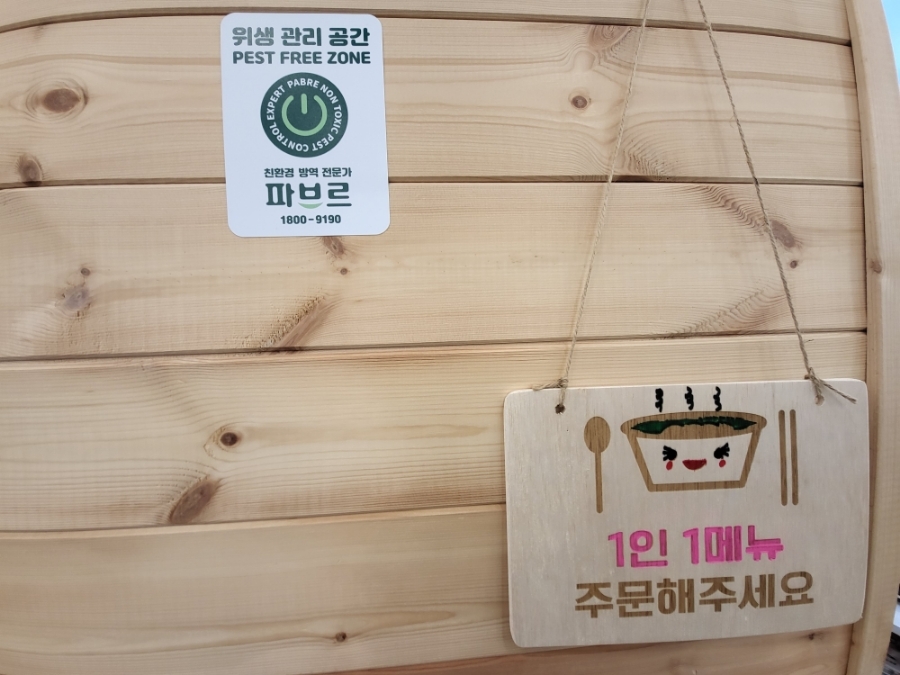 위생 관리 공간
PEST FREE ZONE
PABRE NON TOXIC PEST CONTROL EXPERT
친환경 방역 전문가
파브르
1800-9190
1인 1메뉴
주문해주세요